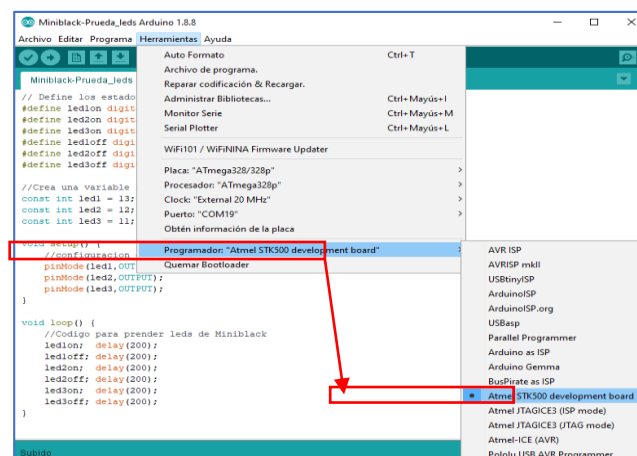 Miniblack-Prueda_leds Arduino 1.8.8
Archivo Editar Programa Herramientas Ayuda
Miniblack-Prueda_leds
// Define los estado
#define led1on digit
#define led2on digit
#define led3on digit
#define led1off digi
#define led2off digi
#define led3off digi
//Crea una variable
const int led1 = 13;
const int led2 = 12;
const int led3 = 11;
void setup() {
//configuracion
pinMode(led1,OUTPUT);
pinMode(led2,OUTPUT);
pinMode(led3,OUTPUT);
}
void loop() {
//Codigo para prender leds de Miniblack
led1on; delay(200);
led1off; delay(200);
led2on; delay(200);
led2off; delay(200);
led3on; delay(200);
led3off; delay(200);
}
Subido
Auto Formato Ctrl+T
Archivo de programa.
Reparar codificación & Recargar.
Administrar Bibliotecas... Ctrl+Mayús+I
Monitor Serie Ctrl+Mayús+M
Serial Plotter Ctrl+Mayús+L
WiFi101 / WiFiNINA Firmware Updater
Placa: "ATmega328/328p"
Procesador: "ATmega328p"
Clock: "External 20 MHz"
Puerto: "COM19"
Obtén información de la placa
Programador: "Atmel STK500 development board"
Quemar Bootloader
AVR ISP
AVRISP mkII
USBtinyISP
ArduinoISP
ArduinoISP.org
USBasp
Parallel Programmer
Arduino as ISP
Arduino Gemma
BusPirate as ISP
Atmel STK500 development board
Atmel JTAGICE3 (ISP mode)
Atmel JTAGICE3 (JTAG mode)
Atmel-ICE (AVR)
Pololu USB AVR Programmer